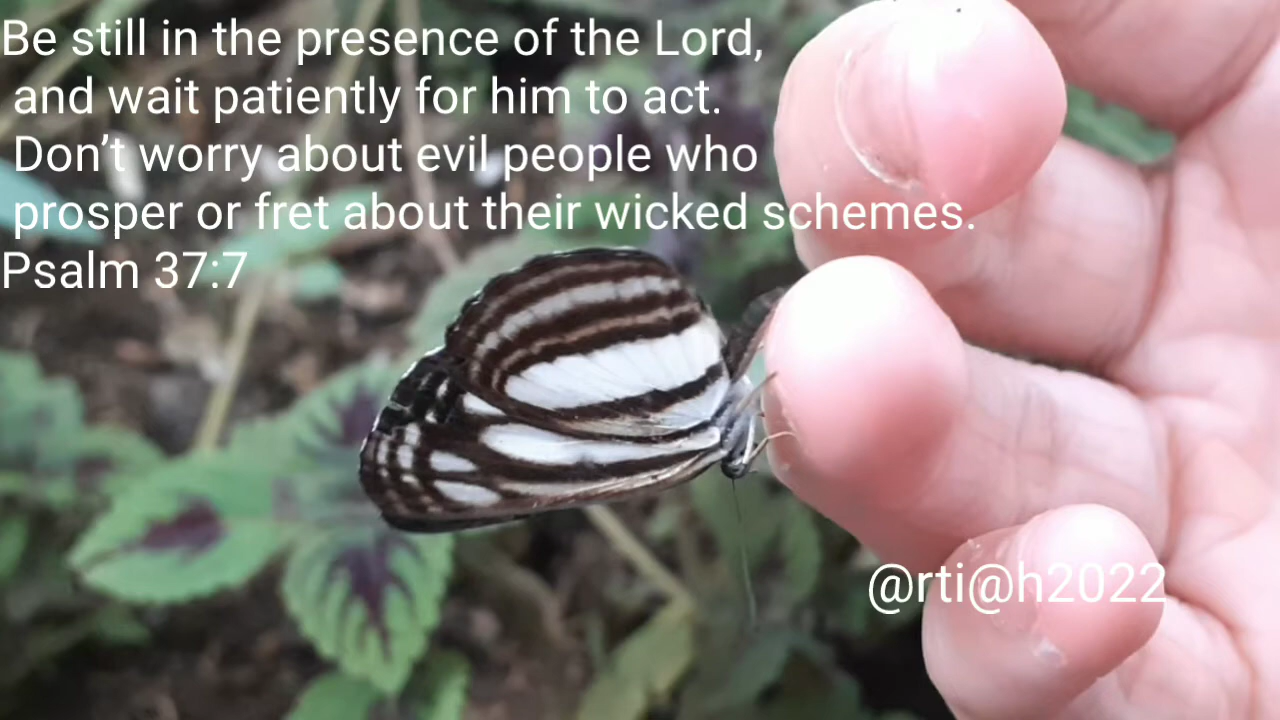 Be still in the presence of the Lord,
and wait patiently for him to act.
Don’t worry about evil people who
prosper or fret about their wicked schemes.
Psalm 37:7
@rti@h2022